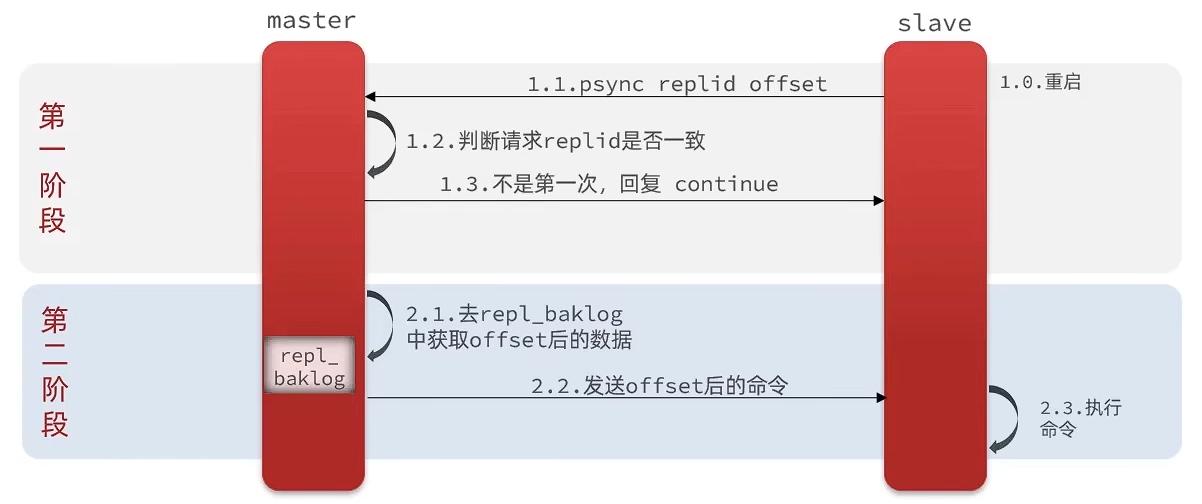 master
slave
第一阶段
1.0.重启
1.1.psync replid offset
1.2.判断请求replid是否一致
1.3.不是第一次，回复 continue
第二阶段
2.1.去repl_baklog
中获取offset后的数据
repl_
baklog
2.2.发送offset后的命令
2.3.执行
命令